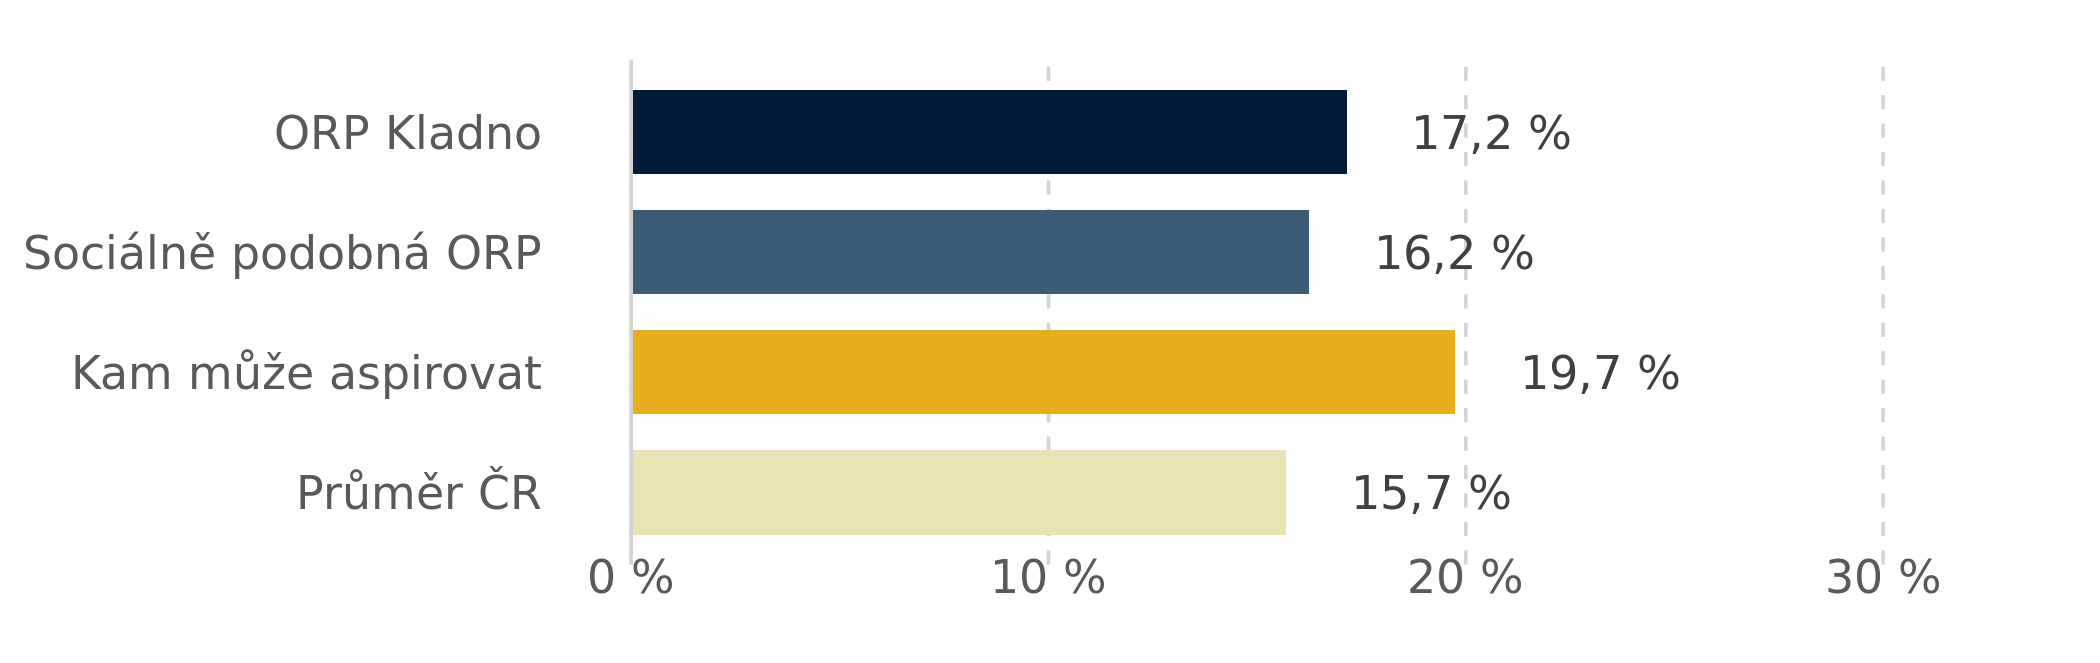 ORP Kladno 17,2 %
Sociálně podobná ORP 16,2 %
Kam může aspirovat 19,7 %
Průměr ČR 15,7 %
0 % 10 % 20 % 30 %